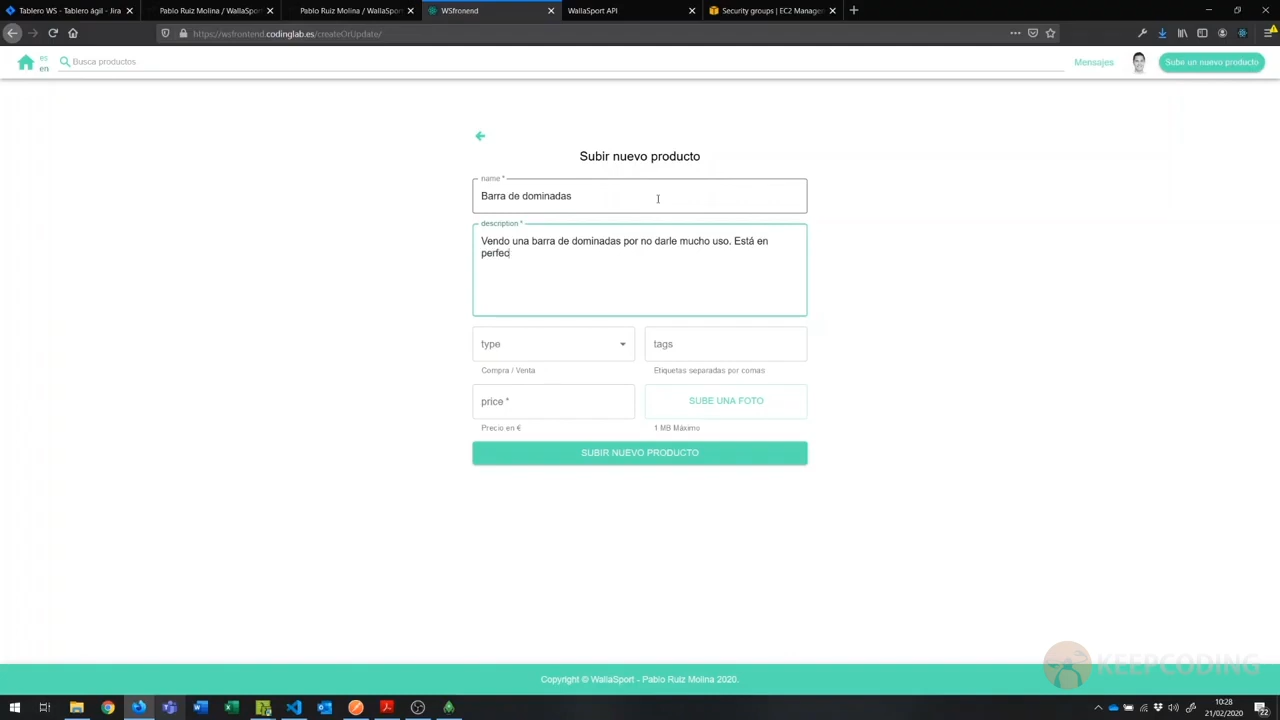 Tablero WS - Tablero ágil - Jira
Pablo Ruiz Molina / WallaSport
Pablo Ruiz Molina / WallaSport
WSfronend
WallaSport API
Security groups | EC2 Manage
https://wsfrontend.codinglab.es/createOrUpdate/
es
en
Busca productos
Mensajes
Sube un nuevo producto
Subir nuevo producto
name *
Barra de dominadas
description *
Vendo una barra de dominadas por no darle mucho uso. Está en
perfec
type
tags
Compra / Venta
Etiquetas separadas por comas
price *
SUBE UNA FOTO
Precio en €
1 MB Máximo
SUBIR NUEVO PRODUCTO
KEEPCODING
Copyright © WallaSport - Pablo Ruiz Molina 2020.
10:28
21/02/2020
22